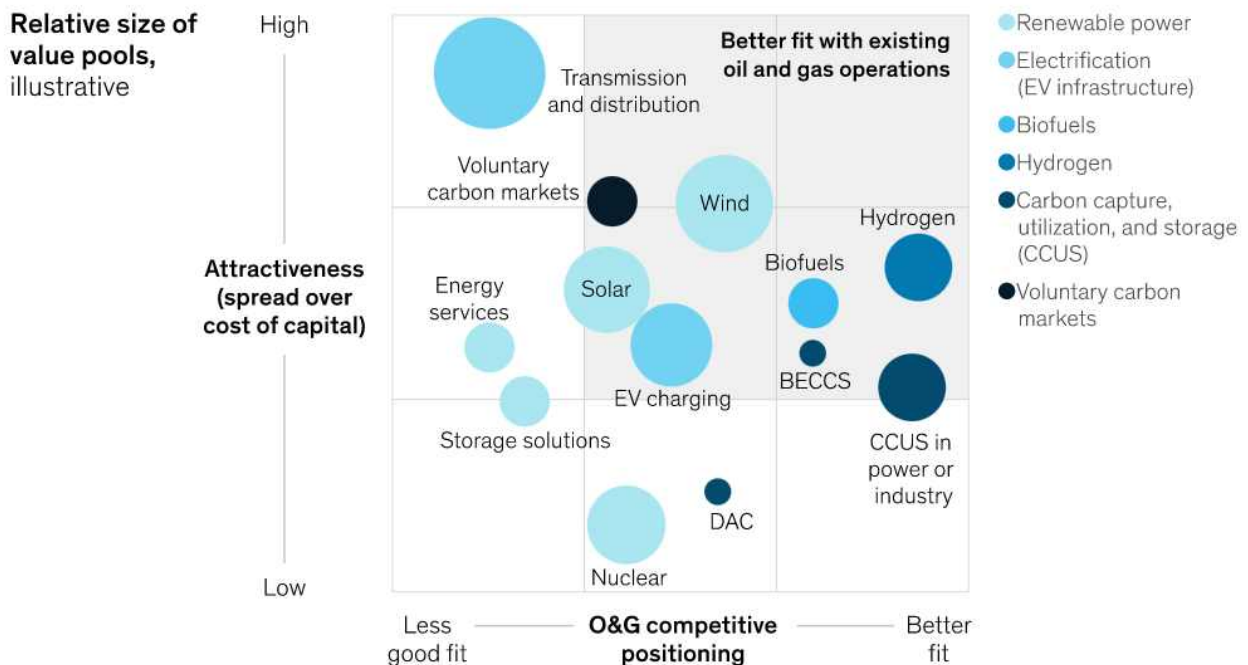 Relative size of
value pools,
illustrative
High
Attractiveness
(spread over
cost of capital)
Low
Better fit with existing
oil and gas operations
Transmission
and distribution
Voluntary
carbon markets
Wind
Hydrogen
Energy
services
Solar
Biofuels
BECCS
EV charging
Storage solutions
CCUS in
power or
industry
DAC
Nuclear
Less
good fit
O&G competitive
positioning
Better
fit
Renewable power
Electrification
(EV infrastructure)
Biofuels
Hydrogen
Carbon capture,
utilization, and storage
(CCUS)
Voluntary carbon
markets